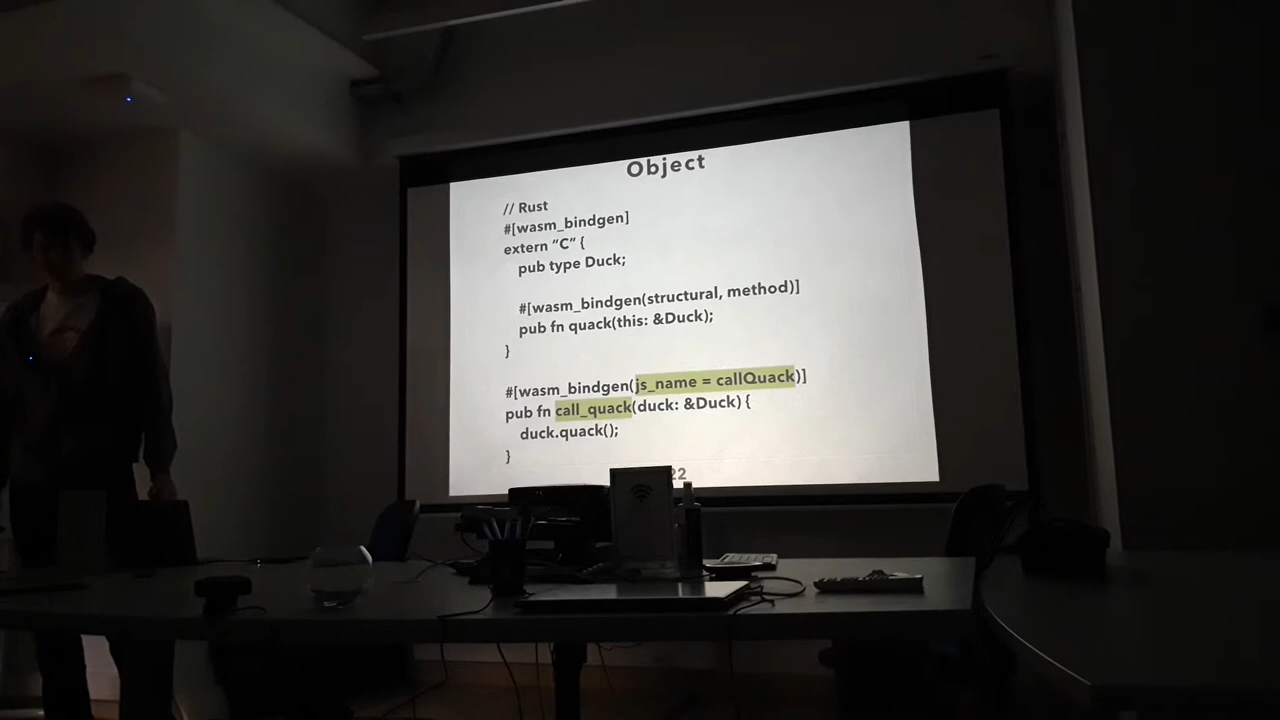 Object
// Rust
#[wasm_bindgen]
extern “C” {
pub type Duck;
#[wasm_bindgen(structural, method)]
pub fn quack(this: &Duck);
}
#[wasm_bindgen(js_name = callQuack)]
pub fn call_quack(duck: &Duck) {
duck.quack();
}
22